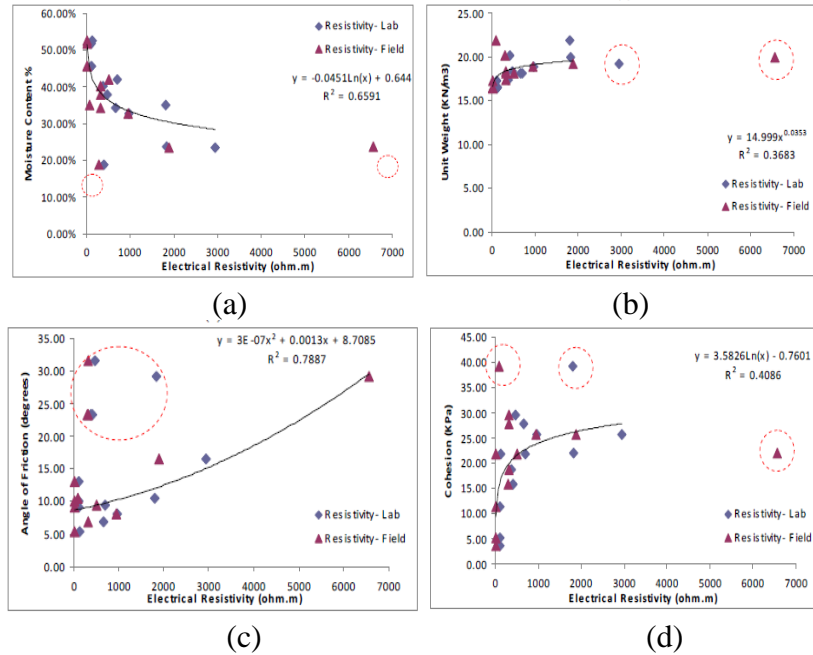 60.00%
50.00%
40.00%
30.00%
20.00%
10.00%
0.00%
Moisture Content %
Resistivity- Lab
Resistivity- Field
y = -0.0451Ln(x) + 0.644
R² = 0.6591
0 1000 2000 3000 4000 5000 6000 7000
Electrical Resistivity (ohm.m)
(a)
25.00
20.00
15.00
10.00
5.00
0.00
Unit Weight (KN/m3)
y = 14.999x^0.0353
R² = 0.3683
Resistivity- Lab
Resistivity- Field
0 1000 2000 3000 4000 5000 6000 7000
Electrical Resistivity (ohm.m)
(b)
35.00
30.00
25.00
20.00
15.00
10.00
5.00
0.00
Angle of Friction (degrees)
y = 3E-07x² + 0.0013x + 8.7085
R² = 0.7887
Resistivity- Lab
Resistivity- Field
0 1000 2000 3000 4000 5000 6000 7000
Electrical Resistivity (ohm.m)
(c)
45.00
40.00
35.00
30.00
25.00
20.00
15.00
10.00
5.00
0.00
Cohesion (KPa)
y = 3.5826Ln(x) - 0.7601
R² = 0.4086
Resistivity- Lab
Resistivity- Field
0 1000 2000 3000 4000 5000 6000 7000
Electrical Resistivity (ohm.m)
(d)